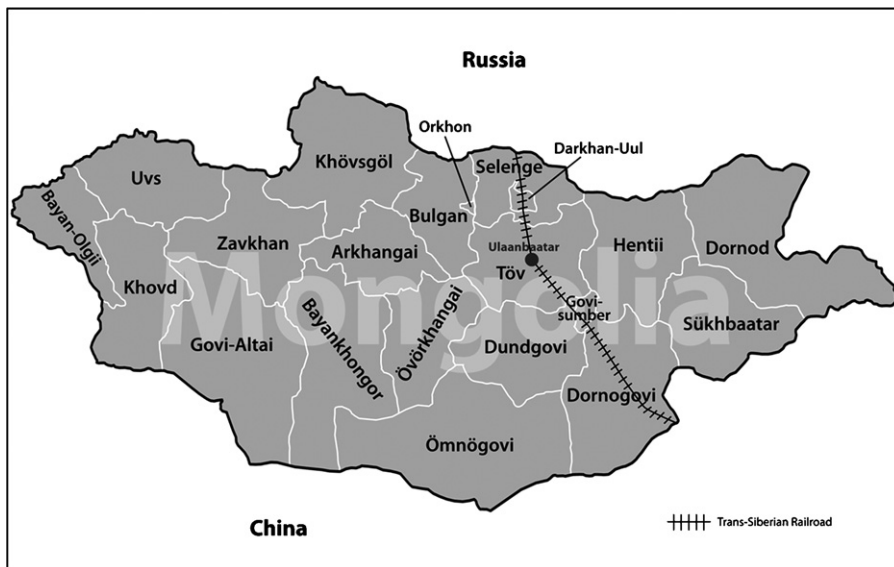 Russia
Orkhon
Darkhan-Uul
Selenge
Khövsgöl
Uvs
Bayan-Olgii
Bulgan
Zavkhan
Arkhangai
Ulaanbaatar
Hentii
Dornod
Khovd
Töv
Mongolia
Govi-
sumber
Sükhbaatar
Govi-Altai
Bayankhongor
Övörkhangai
Dundgovi
Dornogovi
Ömnögovi
China
Trans-Siberian Railroad